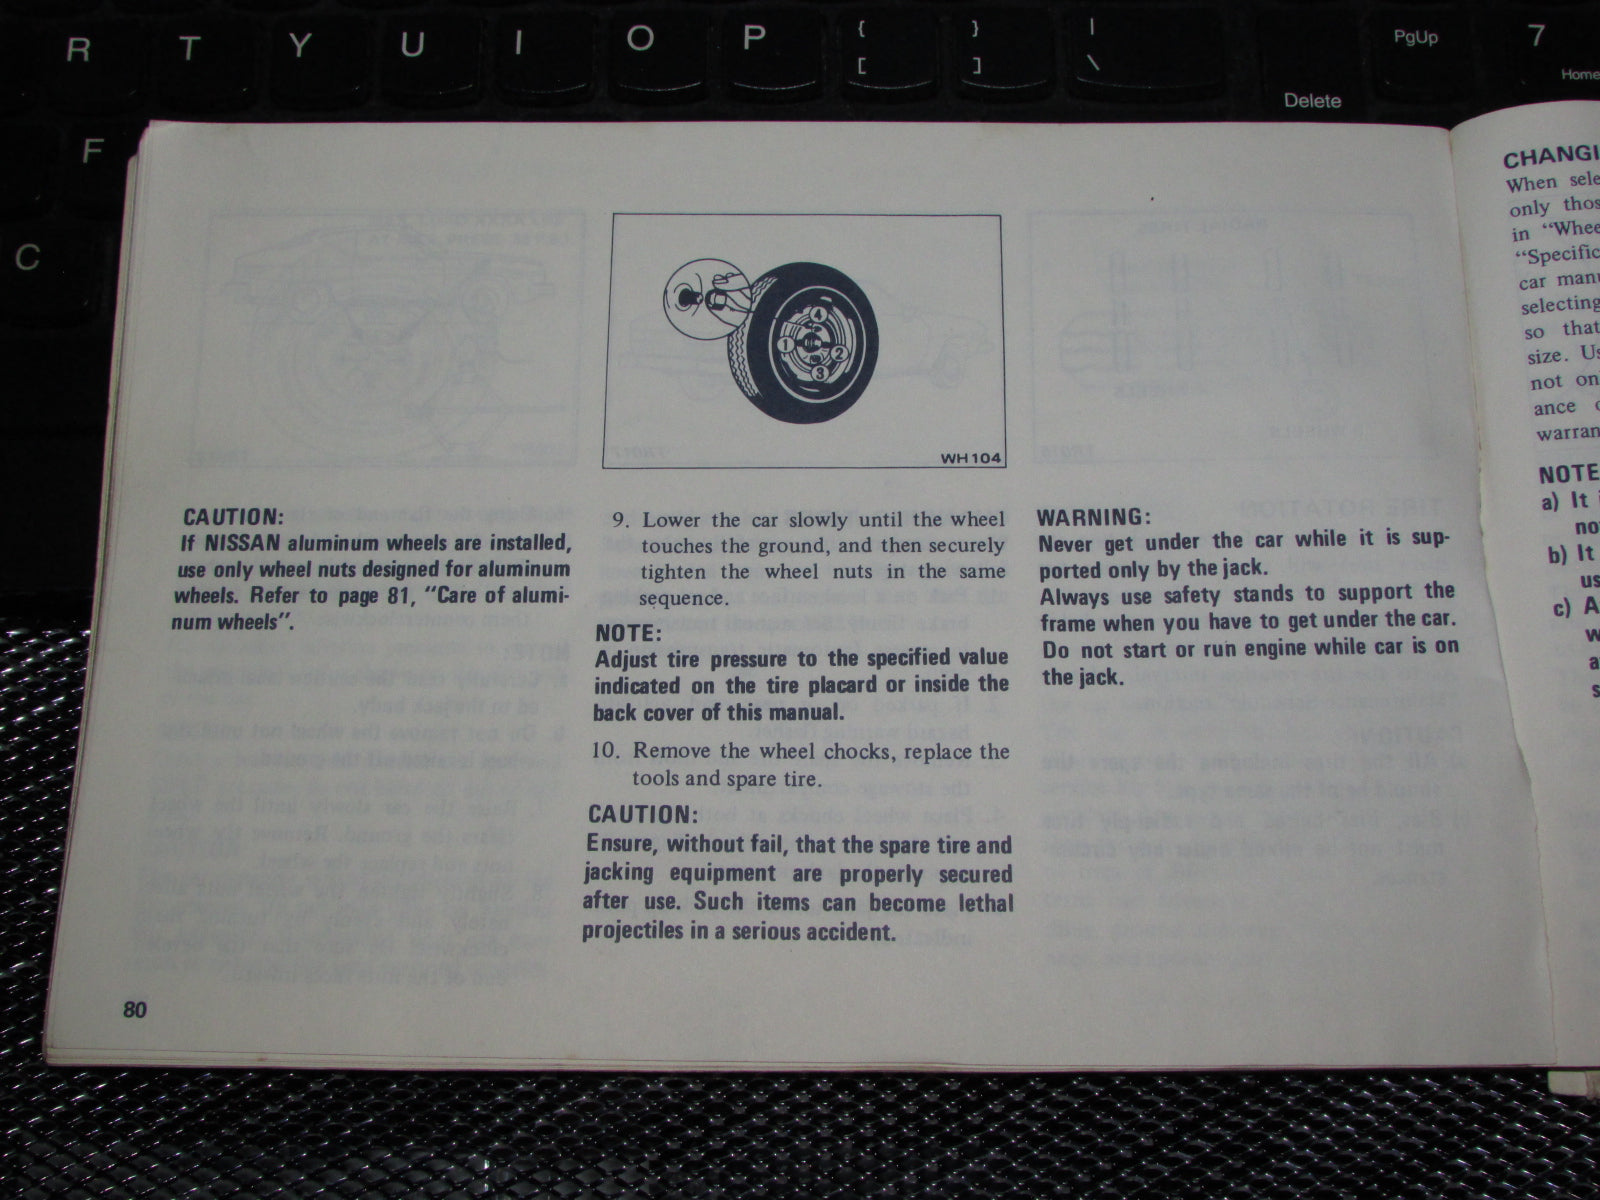 R T Y U I O P { [ } ] | \ PgUp 7
Home
Delete
F
C
WH104
4
1
2
3
CAUTION:
If NISSAN aluminum wheels are installed,
use only wheel nuts designed for aluminum
wheels. Refer to page 81, "Care of alumi-
num wheels".
9. Lower the car slowly until the wheel
touches the ground, and then securely
tighten the wheel nuts in the same
sequence.
NOTE:
Adjust tire pressure to the specified value
indicated on the tire placard or inside the
back cover of this manual.
10. Remove the wheel chocks, replace the
tools and spare tire.
CAUTION:
Ensure, without fail, that the spare tire and
jacking equipment are properly secured
after use. Such items can become lethal
projectiles in a serious accident.
WARNING:
Never get under the car while it is sup-
ported only by the jack.
Always use safety stands to support the
frame when you have to get under the car.
Do not start or run engine while car is on
the jack.
80
CHANGI
When sele
only thos
in "Whee
"Specific
car manu
selecting
so that
size. Us
not on
ance
warran
NOTE
a) It
no
b) It
us
c) A
w
a
s